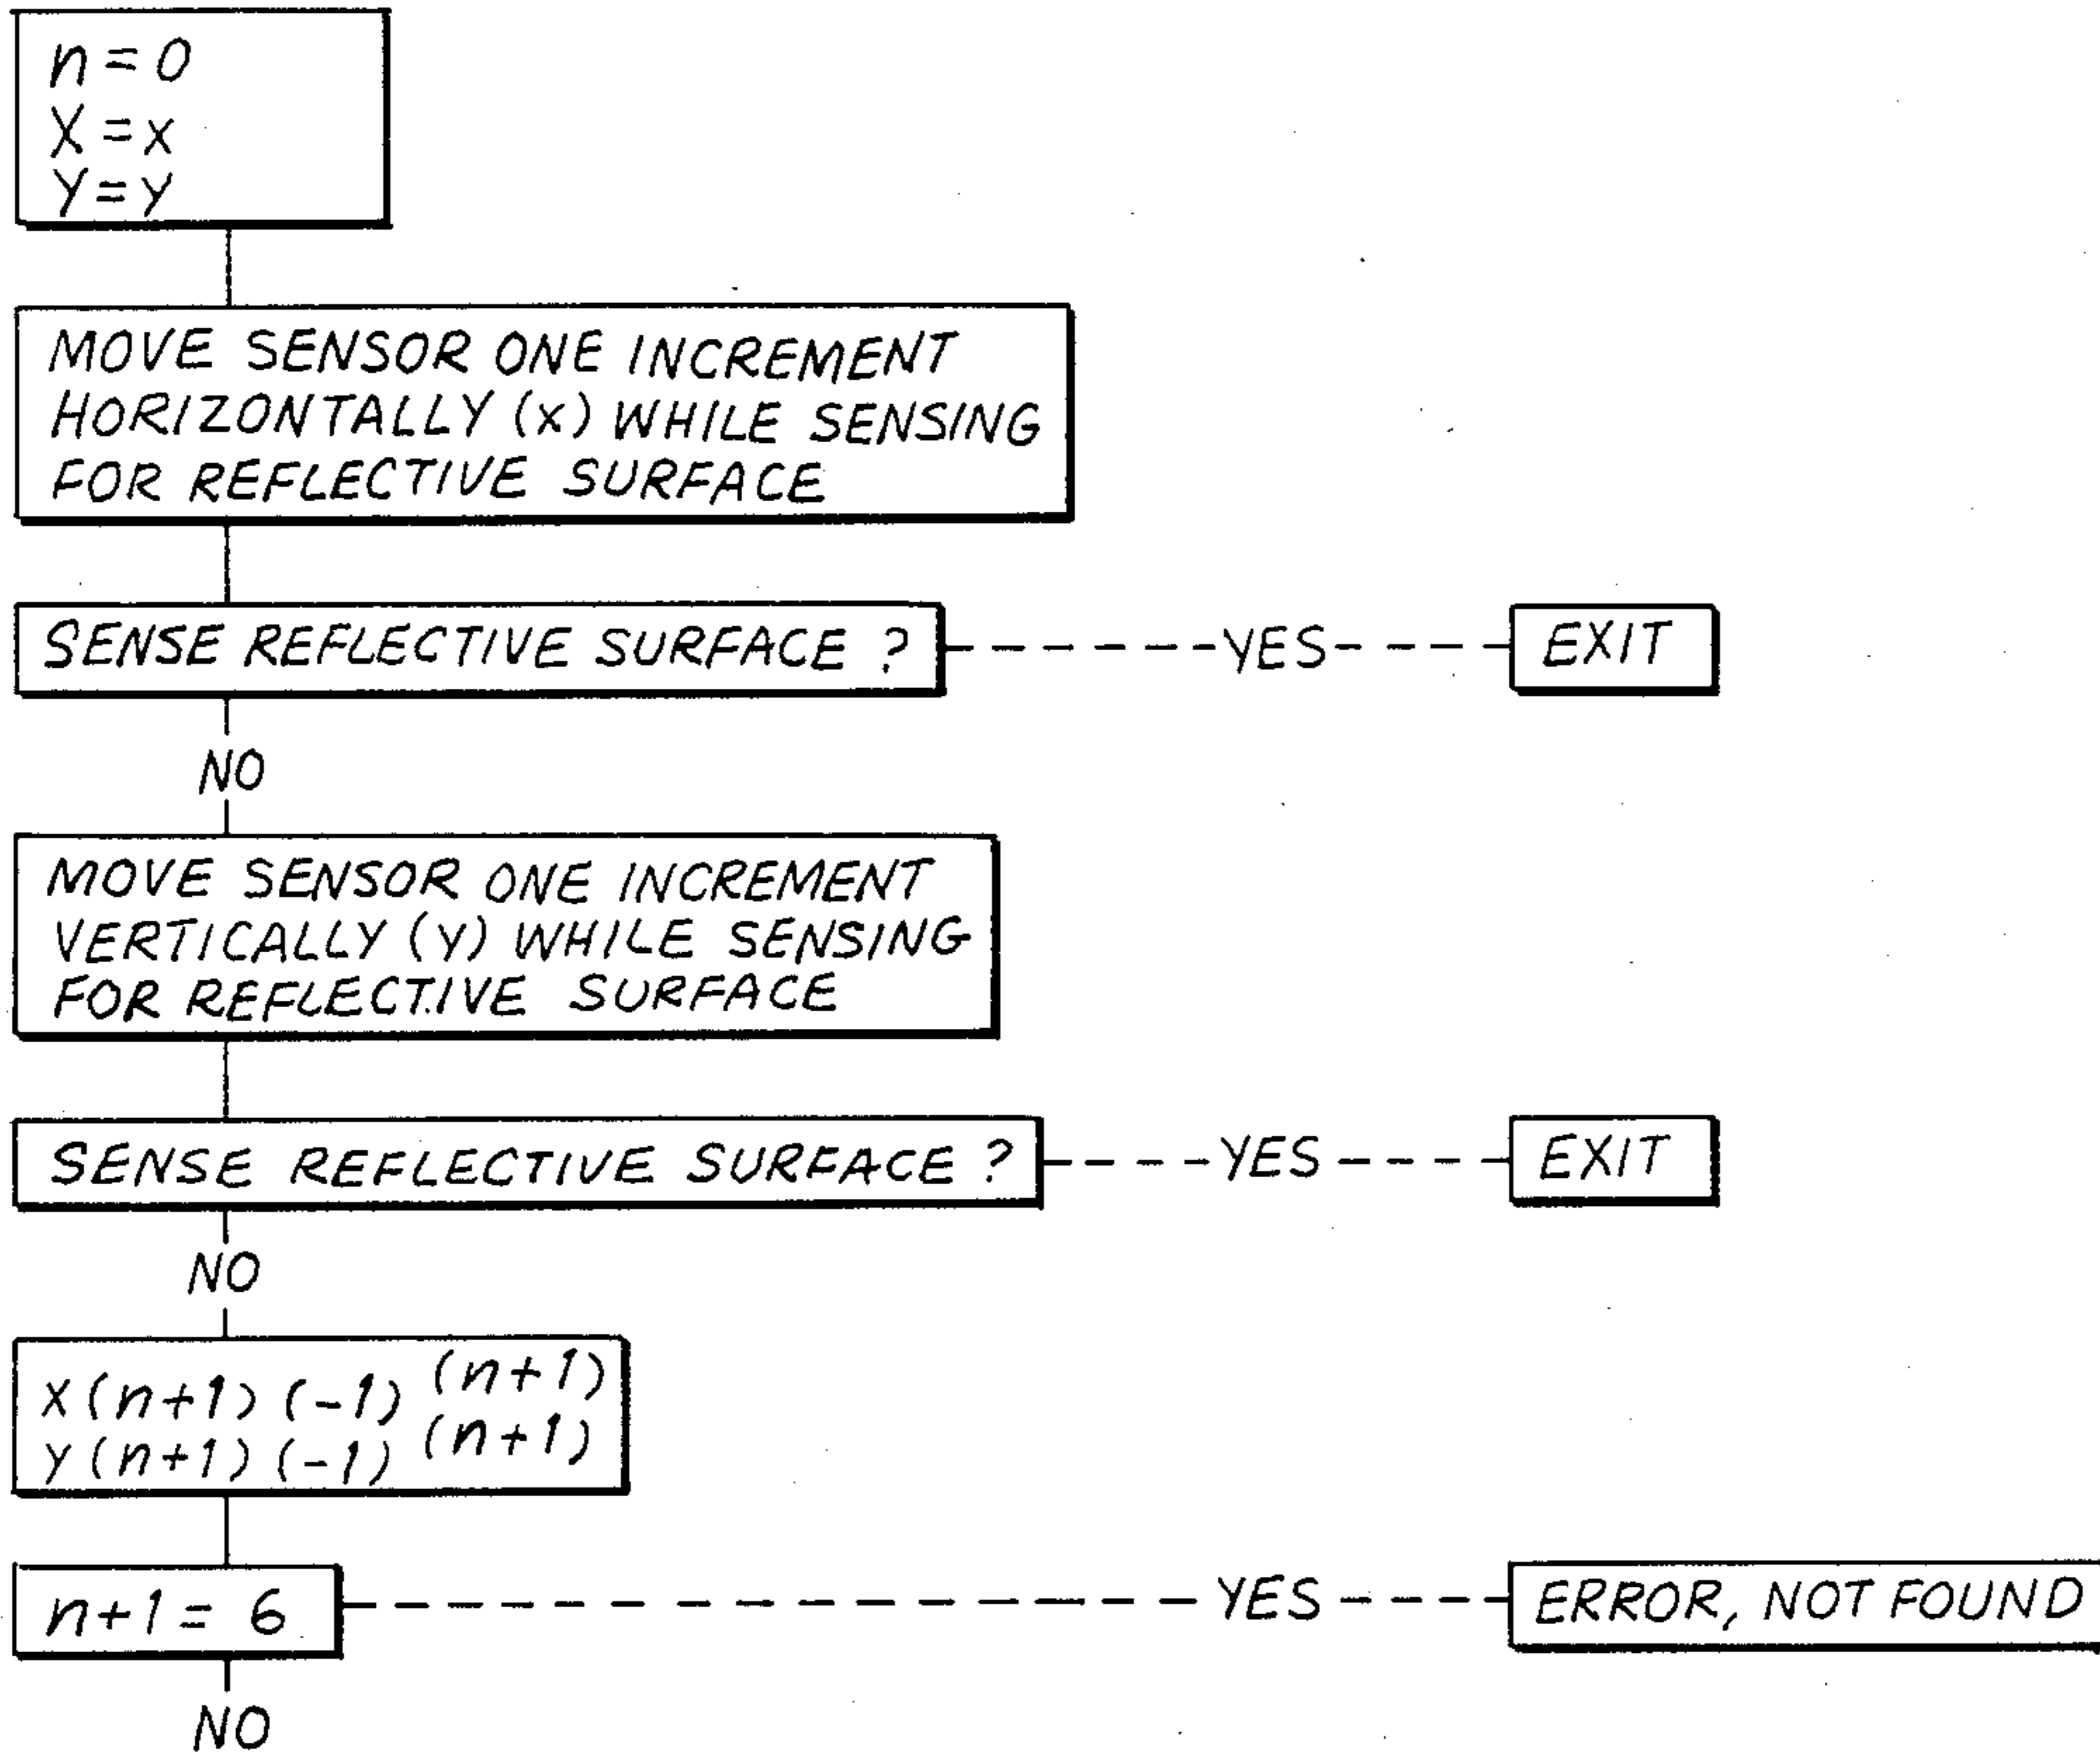 n = 0
X = x
Y = y
MOVE SENSOR ONE INCREMENT
HORIZONTALLY (x) WHILE SENSING
FOR REFLECTIVE SURFACE
SENSE REFLECTIVE SURFACE ?
YES
EXIT
NO
MOVE SENSOR ONE INCREMENT
VERTICALLY (Y) WHILE SENSING
FOR REFLECTIVE SURFACE
SENSE REFLECTIVE SURFACE ?
YES
EXIT
NO
x (n+1) (-1) (n+1)
y (n+1) (-1) (n+1)
n+1 = 6
YES
ERROR, NOT FOUND
NO